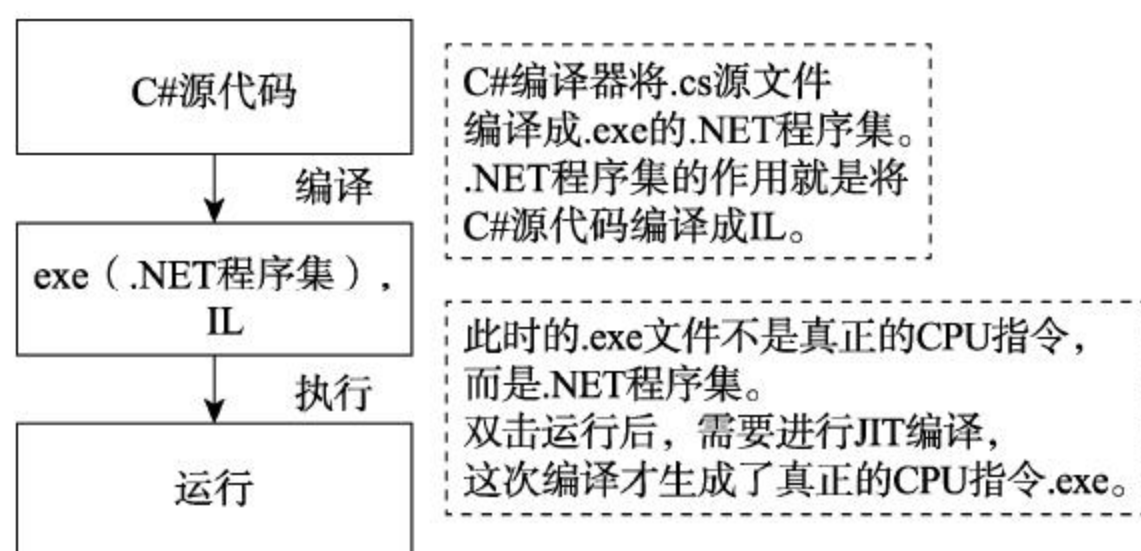 C#源代码
C#编译器将.cs源文件
编译成.exe的.NET程序集。
.NET程序集的作用就是将
C#源代码编译成IL。
编译
exe（.NET程序集），
IL
此时的.exe文件不是真正的CPU指令，
而是.NET程序集。
双击运行后，需要进行JIT编译，
这次编译才生成了真正的CPU指令.exe。
执行
运行